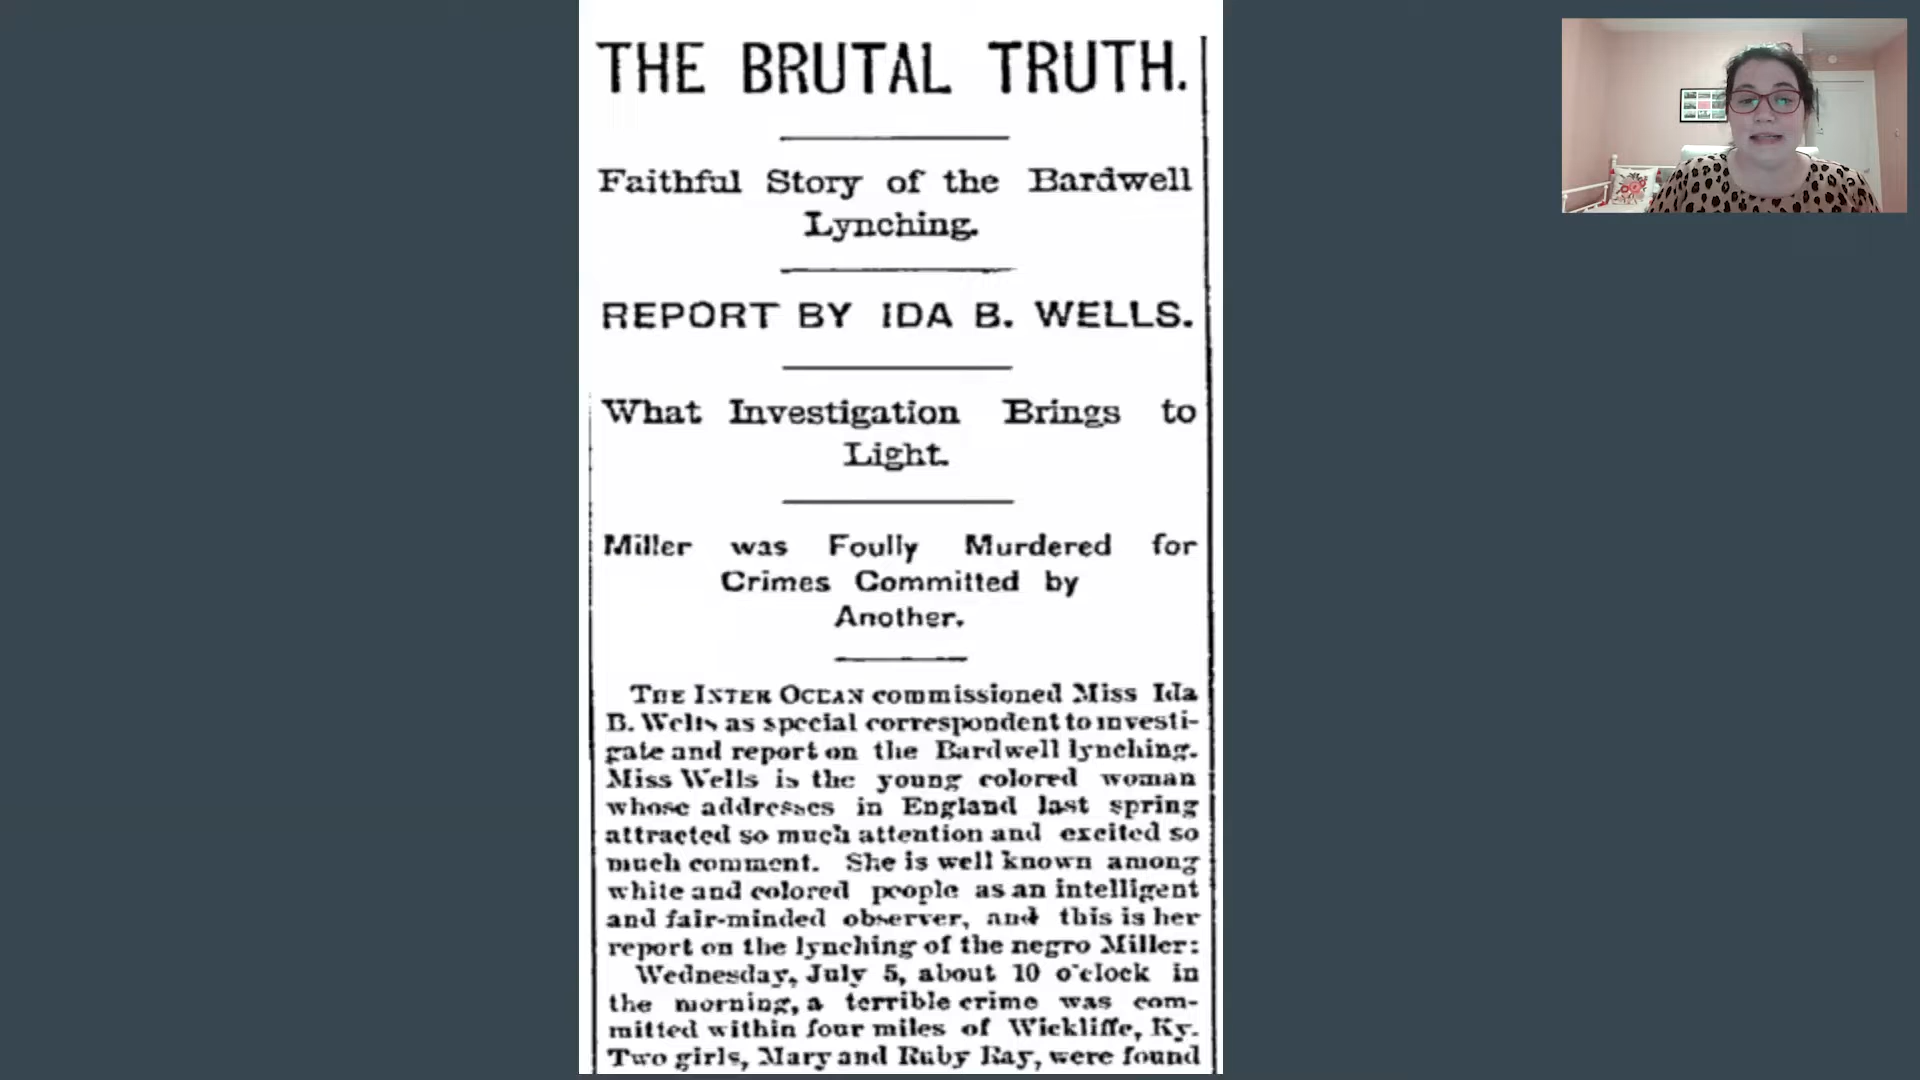 THE BRUTAL TRUTH.
Faithful Story of the Bardwell
Lynching.
REPORT BY IDA B. WELLS.
What Investigation Brings to
Light.
Miller was Foully Murdered for
Crimes Committed by
Another.
THE INTER OCEAN commissioned Miss Ida
B. Wells as special correspondent to investi-
gate and report on the Bardwell lynching.
Miss Wells is the young colored woman
whose addresses in England last spring
attracted so much attention and excited so
much comment. She is well known among
white and colored people as an intelligent
and fair-minded observer, and this is her
report on the lynching of the negro Miller:
Wednesday, July 5, about 10 o'clock in
the morning, a terrible crime was com-
mitted within four miles of Wickliffe, Ky.
Two girls, Mary and Ruby Ray, were found